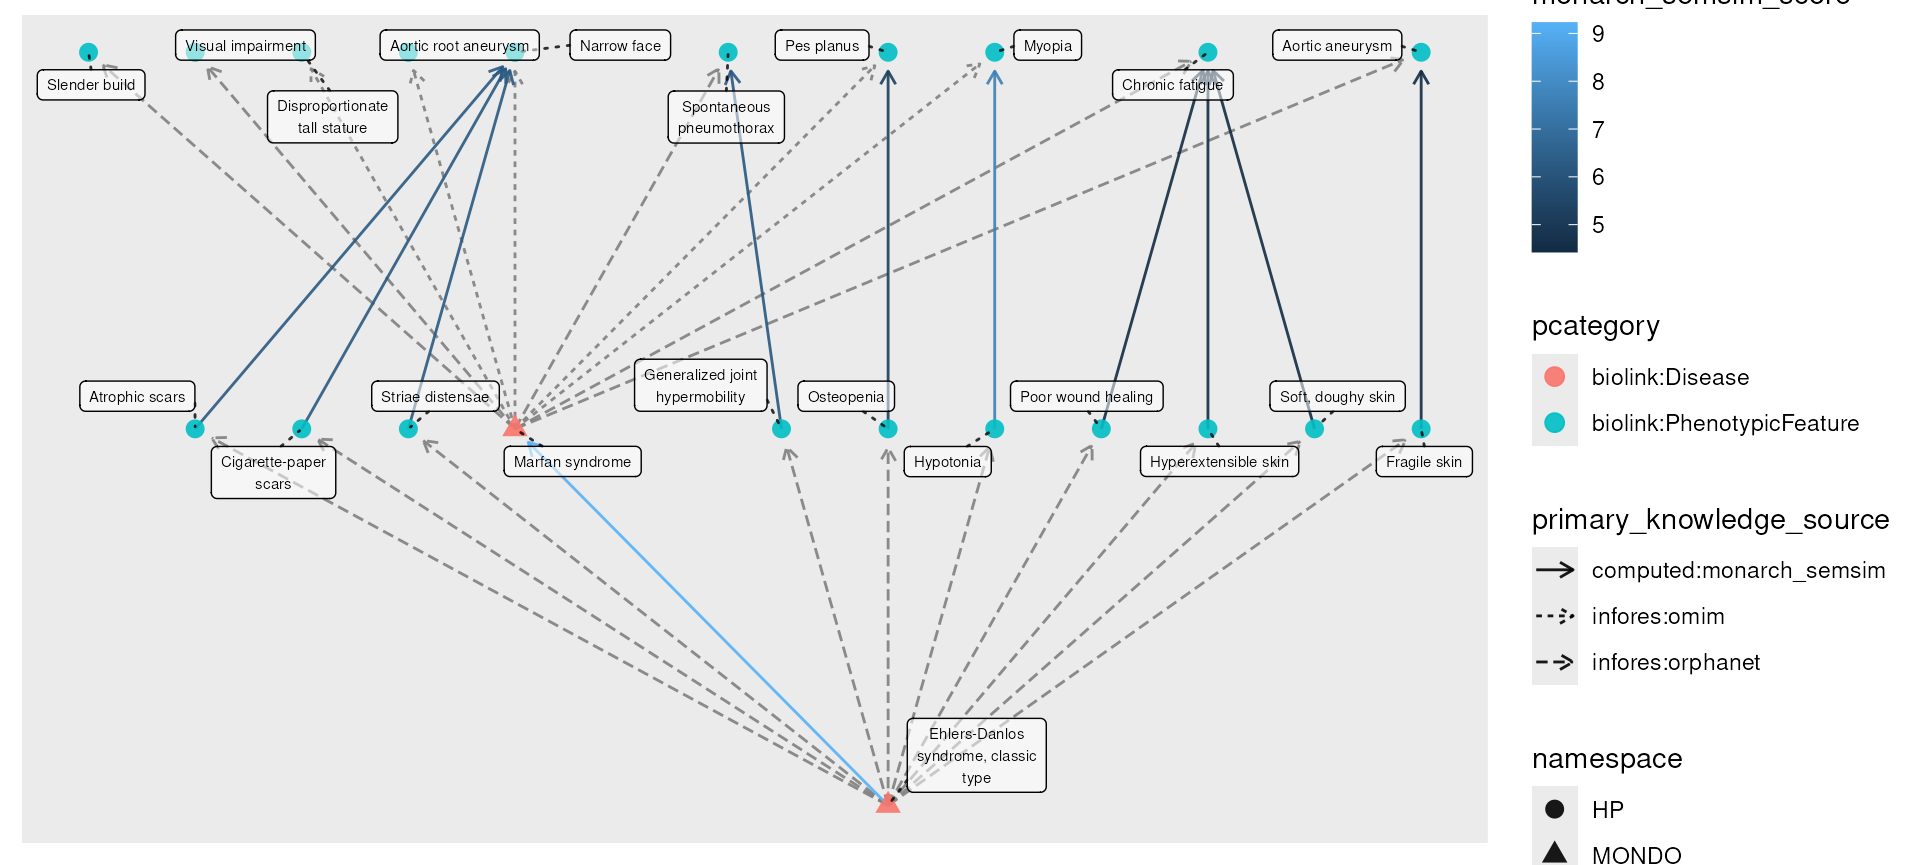 Visual impairment
Aortic root aneurysm
Narrow face
Pes planus
Myopia
Aortic aneurysm
Slender build
Chronic fatigue
Disproportionate
tall stature
Spontaneous
pneumothorax
Atrophic scars
Striae distensae
Generalized joint
hypermobility
Osteopenia
Poor wound healing
Soft, doughy skin
Cigarette-paper
scars
Marfan syndrome
Hypotonia
Hyperextensible skin
Fragile skin
Ehlers-Danlos
syndrome, classic
type
monarch_semsim_score
9
8
7
6
5
pcategory
biolink:Disease
biolink:PhenotypicFeature
primary_knowledge_source
computed:monarch_semsim
infores:omim
infores:orphanet
namespace
HP
MONDO